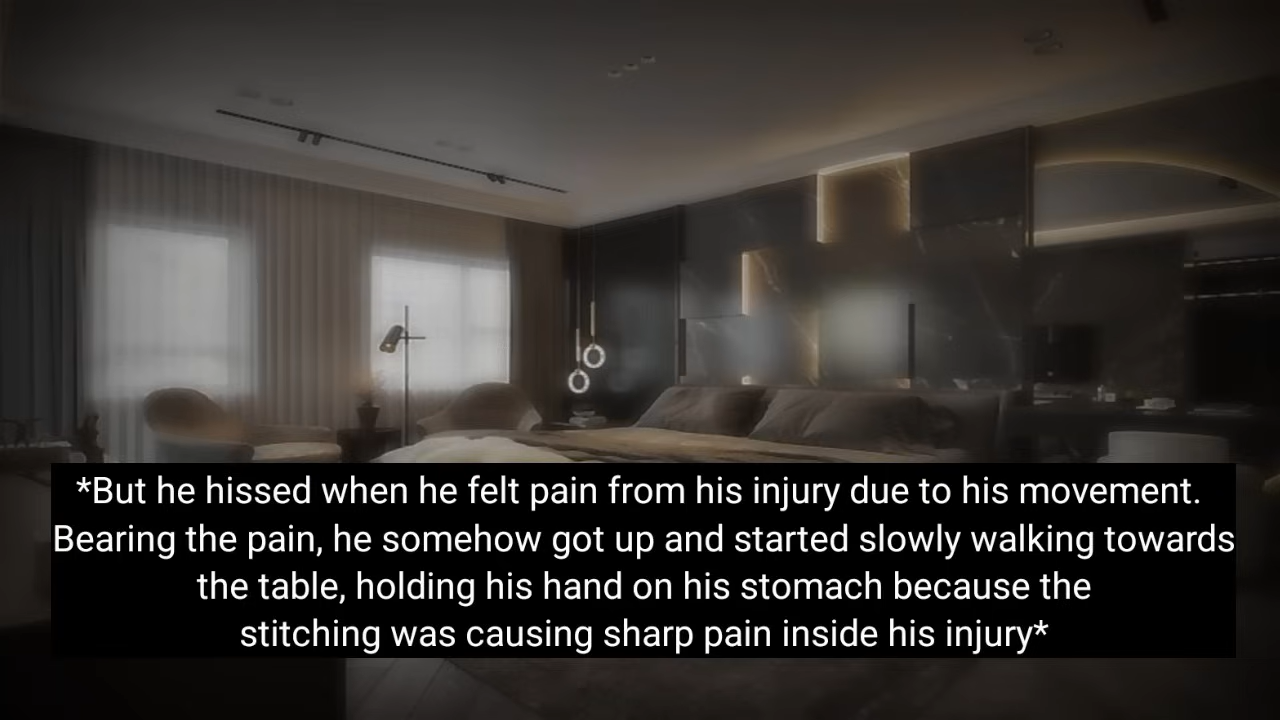 *But he hissed when he felt pain from his injury due to his movement.
Bearing the pain, he somehow got up and started slowly walking towards
the table, holding his hand on his stomach because the
stitching was causing sharp pain inside his injury*